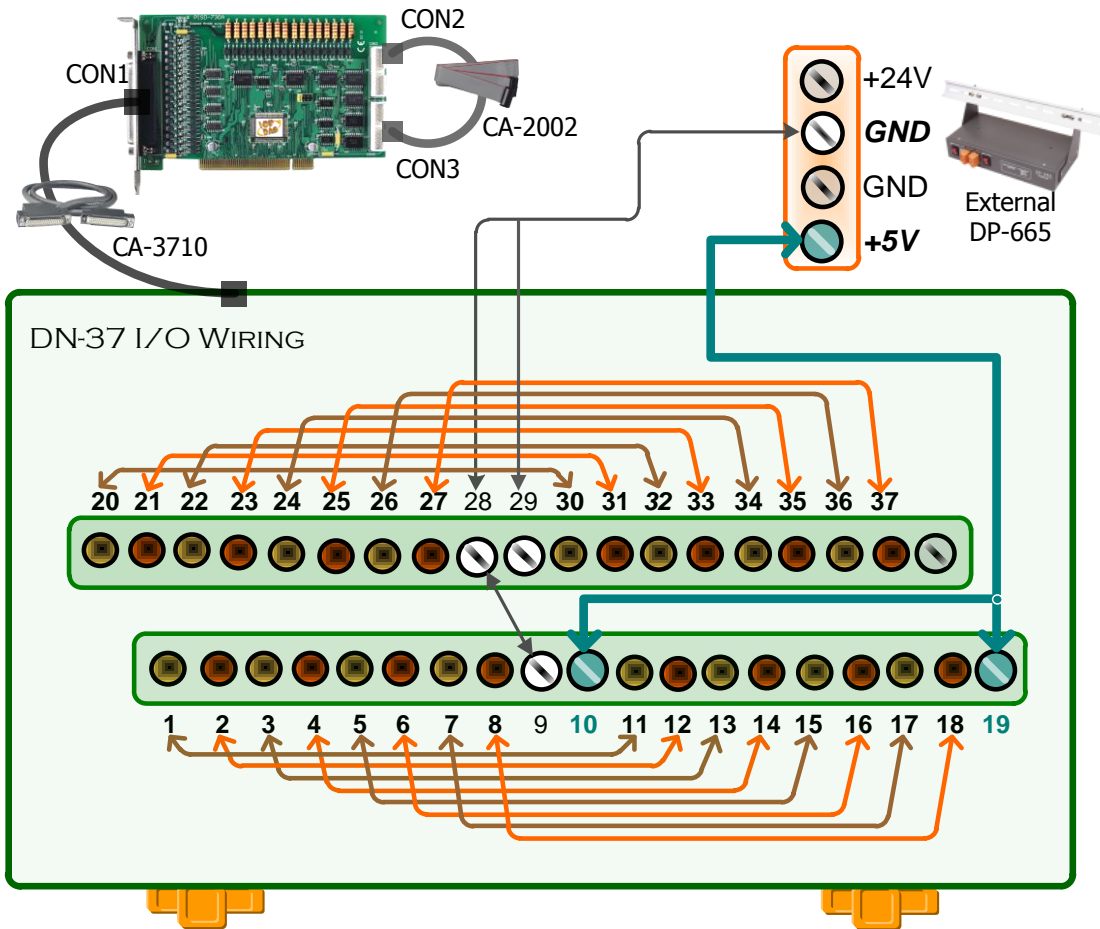 CON2
CON1
CA-2002
CON3
CA-3710
+24V
GND
GND
+5V
External
DP-665
DN-37 I/O WIRING
20 21 22 23 24 25 26 27 28 29 30 31 32 33 34 35 36 37
1 2 3 4 5 6 7 8 9 10 11 12 13 14 15 16 17 18 19